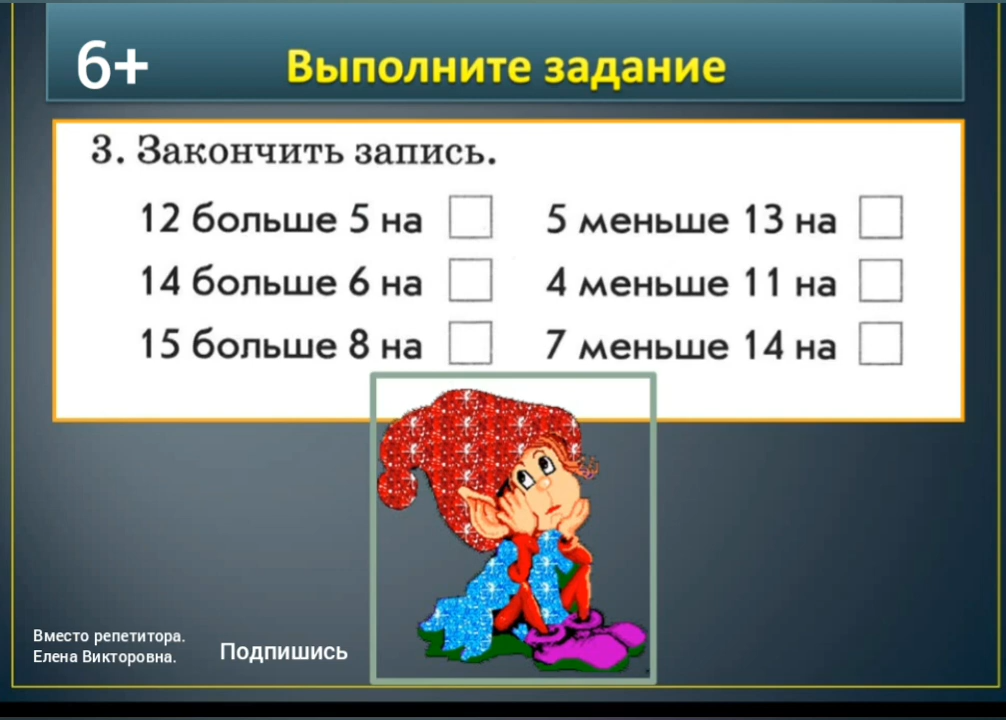 6+
Выполните задание
3. Закончить запись.
12 больше 5 на
5 меньше 13 на
14 больше 6 на
4 меньше 11 на
15 больше 8 на
7 меньше 14 на
Вместо репетитора.
Елена Викторовна.
Подпишись